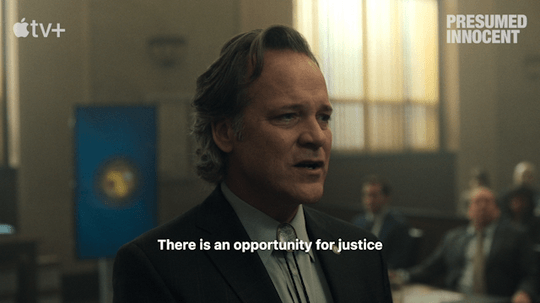 tv+
PRESUMED
INNOCENT
There is an opportunity for justice